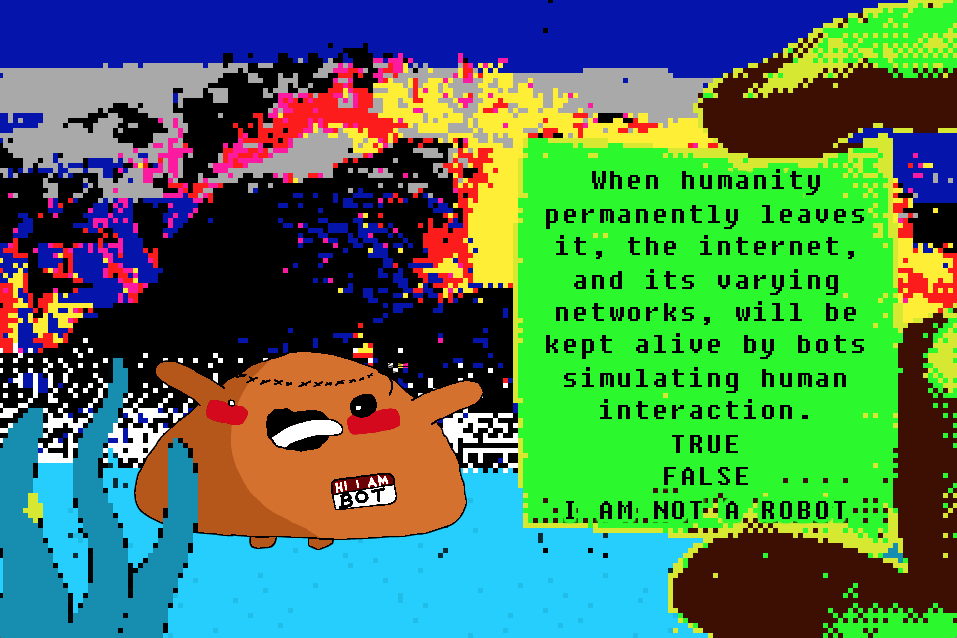 When humanity
permanently leaves
it, the internet,
and its varying
networks, will be
kept alive by bots
simulating human
interaction.
TRUE
FALSE
I AM NOT A ROBOT
HI I AM
BOT